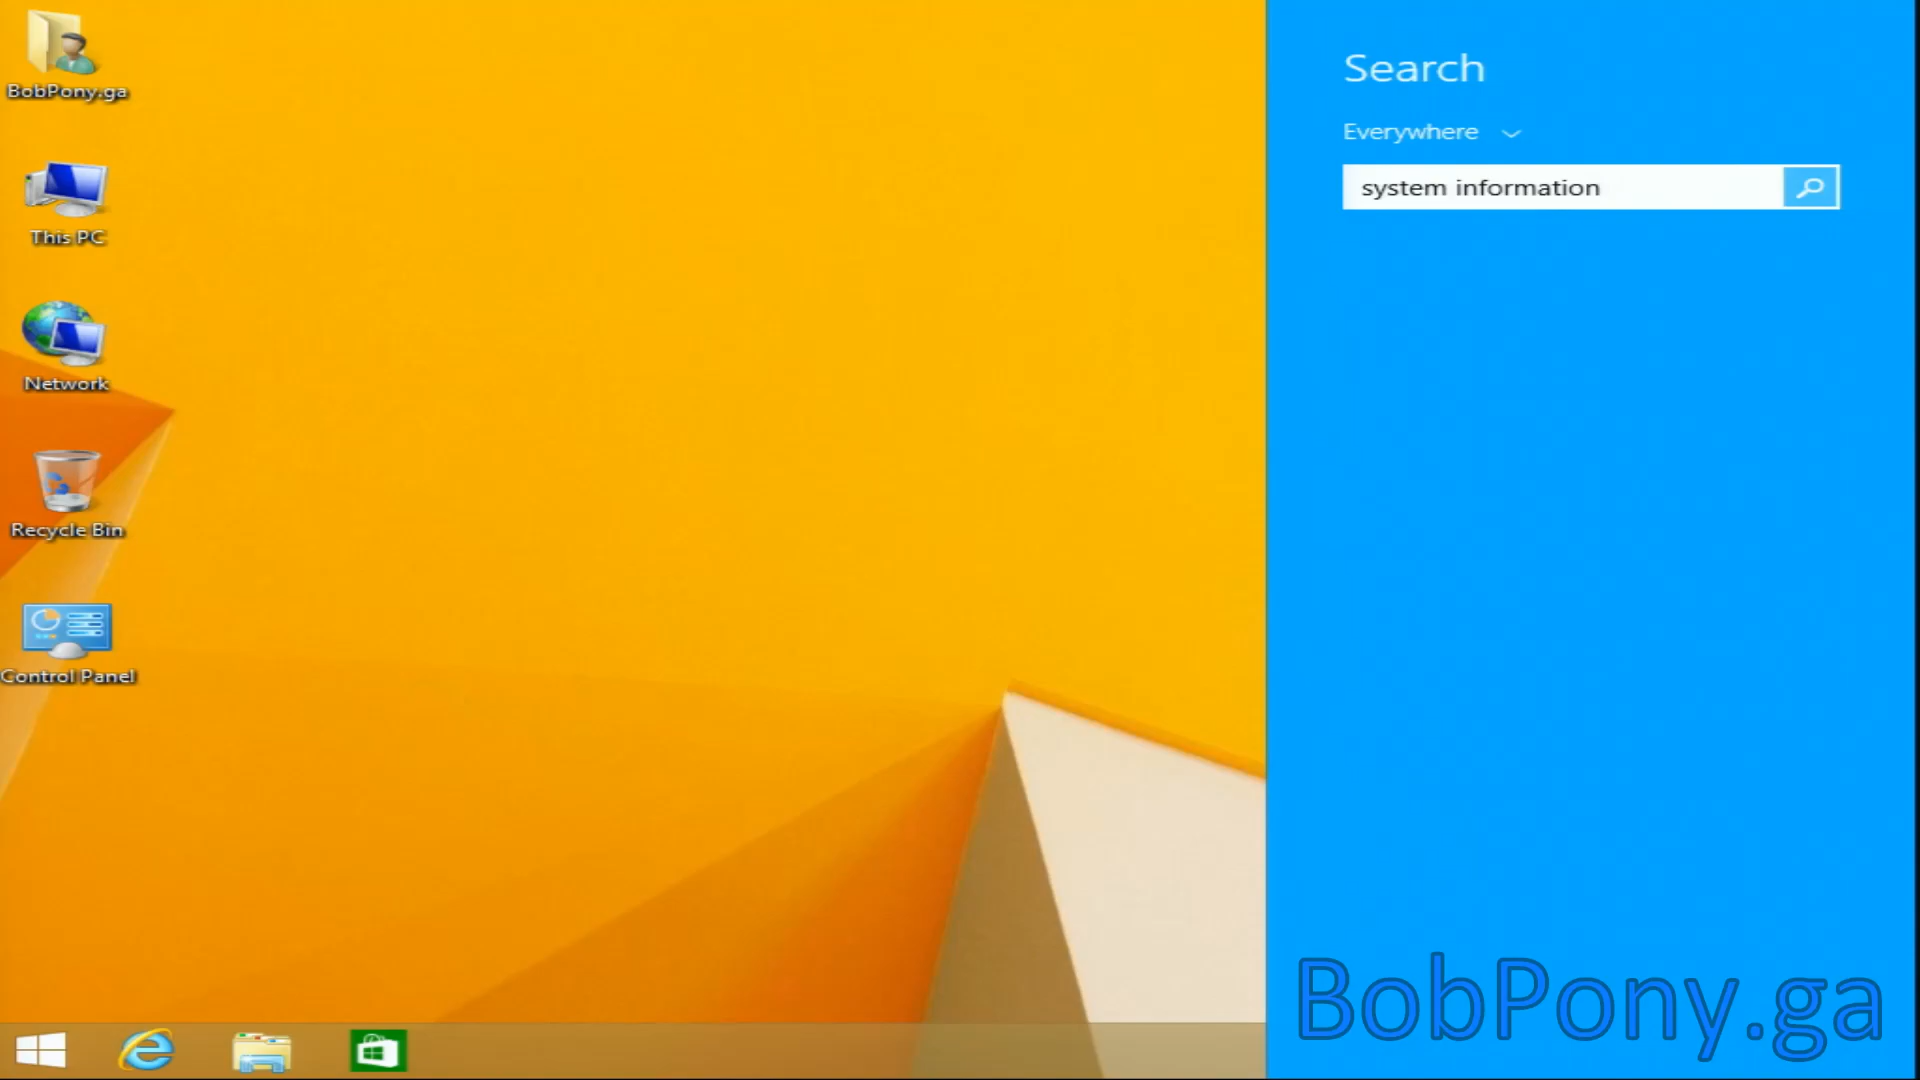 BobPony.ga
This PC
Network
Recycle Bin
Control Panel
Search
Everywhere
system information
BobPony.ga